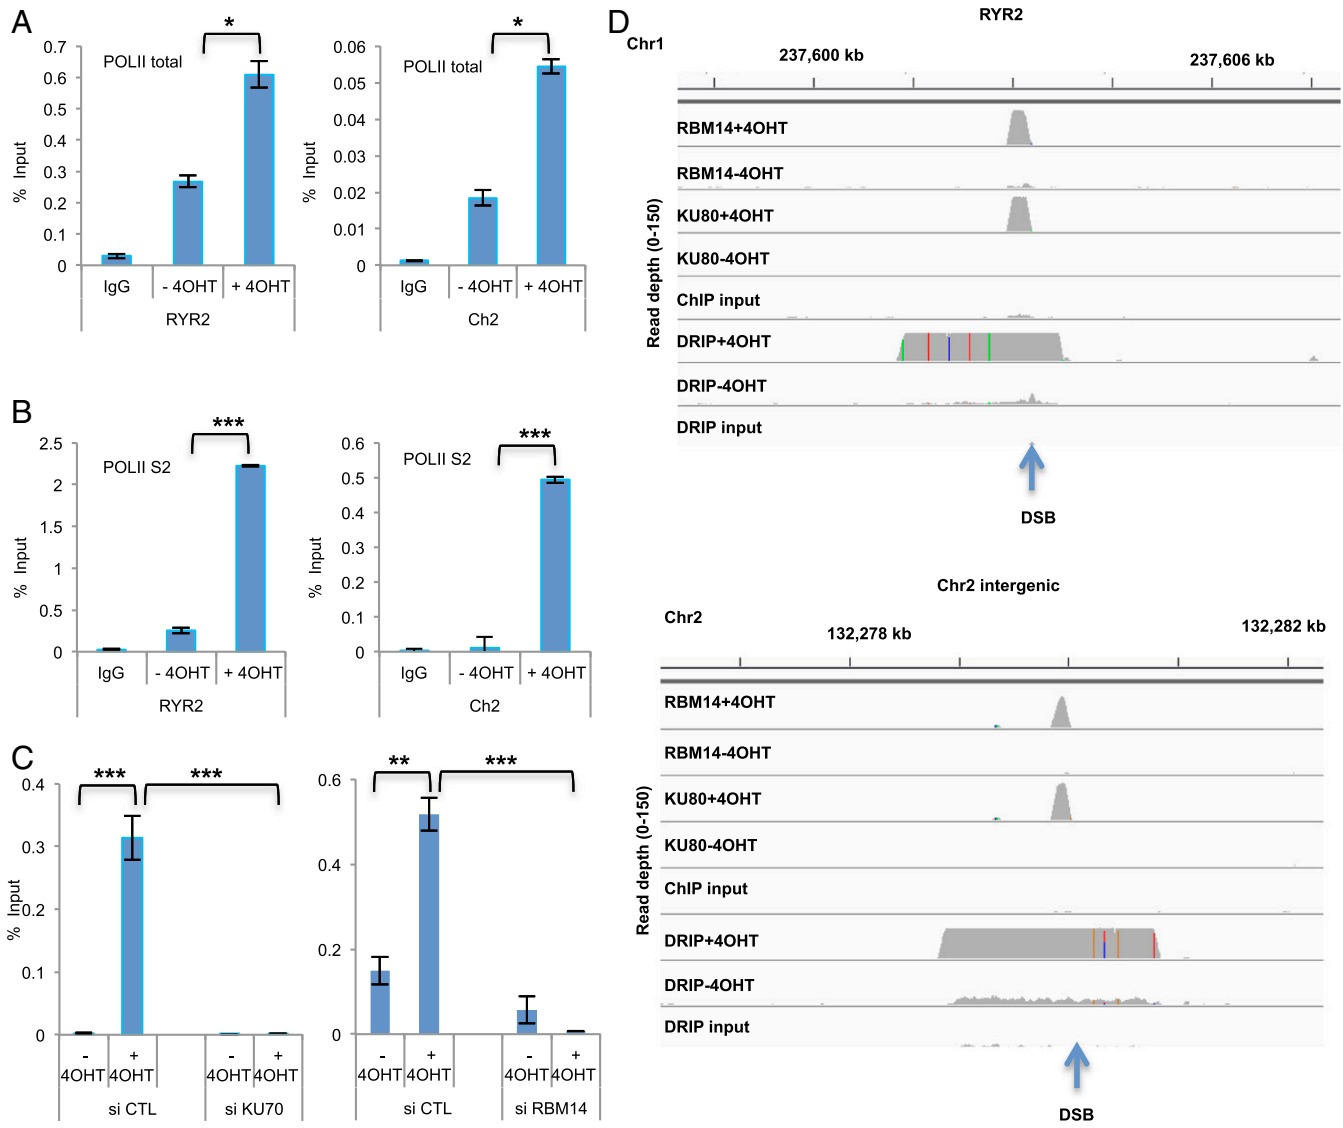 A
*
POLII total
% Input
0.7
0.6
0.5
0.4
0.3
0.2
0.1
0
IgG
- 4OHT
+ 4OHT
RYR2
*
POLII total
% Input
0.06
0.05
0.04
0.03
0.02
0.01
0
IgG
- 4OHT
+ 4OHT
Ch2
B
***
POLII S2
% Input
2.5
2
1.5
1
0.5
0
IgG
- 4OHT
+ 4OHT
RYR2
***
POLII S2
% Input
0.6
0.5
0.4
0.3
0.2
0.1
0
IgG
- 4OHT
+ 4OHT
Ch2
C
***
***
% Input
0.4
0.3
0.2
0.1
0
-
4OHT
+
4OHT
-
4OHT
+
4OHT
si CTL
si KU70
**
***
0.6
0.4
0.2
0
-
4OHT
+
4OHT
-
4OHT
+
4OHT
si CTL
si RBM14
D
RYR2
Chr1
237,600 kb
237,606 kb
Read depth (0-150)
RBM14+4OHT
RBM14-4OHT
KU80+4OHT
KU80-4OHT
ChIP input
DRIP+4OHT
DRIP-4OHT
DRIP input
DSB
Chr2 intergenic
Chr2
132,278 kb
132,282 kb
Read depth (0-150)
RBM14+4OHT
RBM14-4OHT
KU80+4OHT
KU80-4OHT
ChIP input
DRIP+4OHT
DRIP-4OHT
DRIP input
DSB